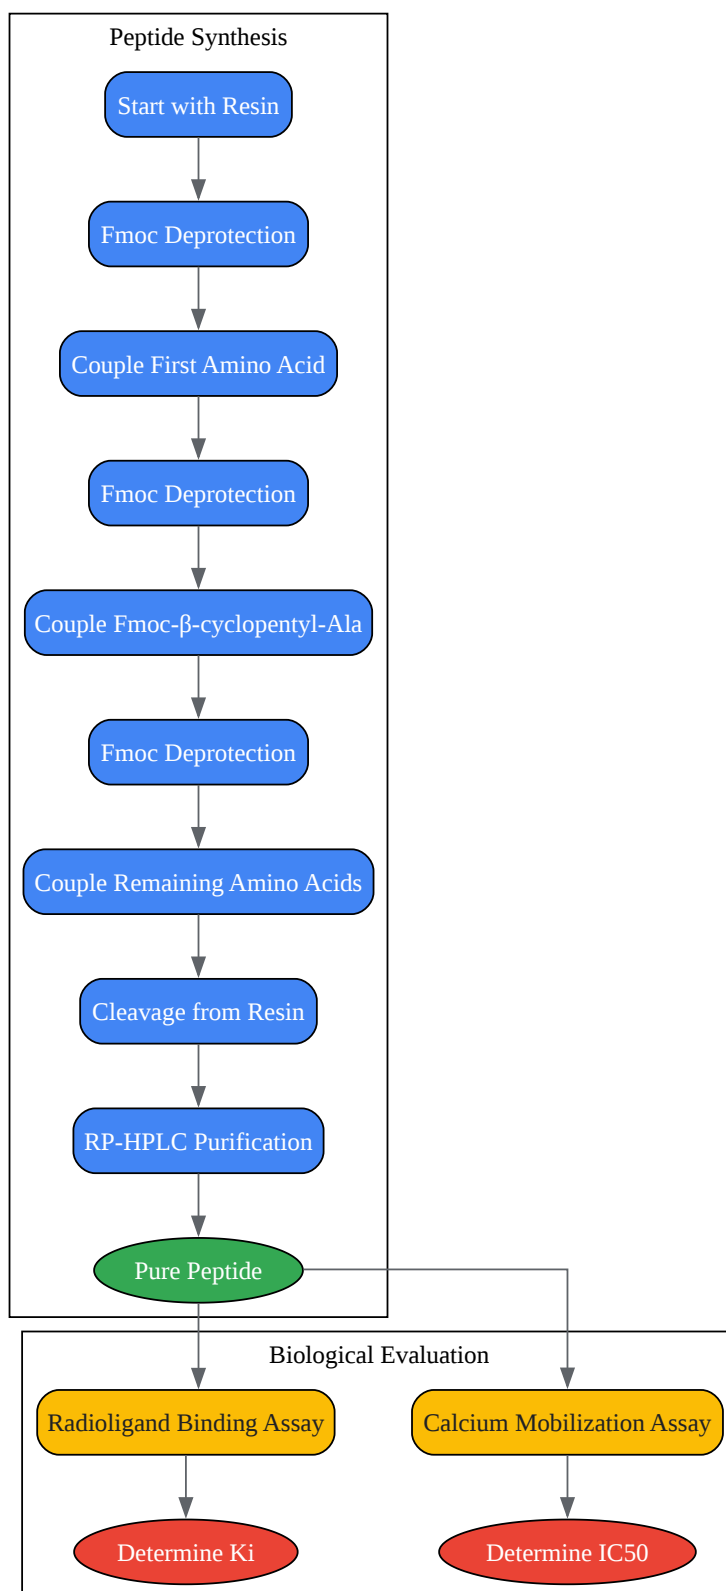 Peptide Synthesis
Start with Resin
Fmoc Deprotection
Couple First Amino Acid
Fmoc Deprotection
Couple Fmoc-β-cyclopentyl-Ala
Fmoc Deprotection
Couple Remaining Amino Acids
Cleavage from Resin
RP-HPLC Purification
Pure Peptide
Biological Evaluation
Radioligand Binding Assay
Calcium Mobilization Assay
Determine Ki
Determine IC50